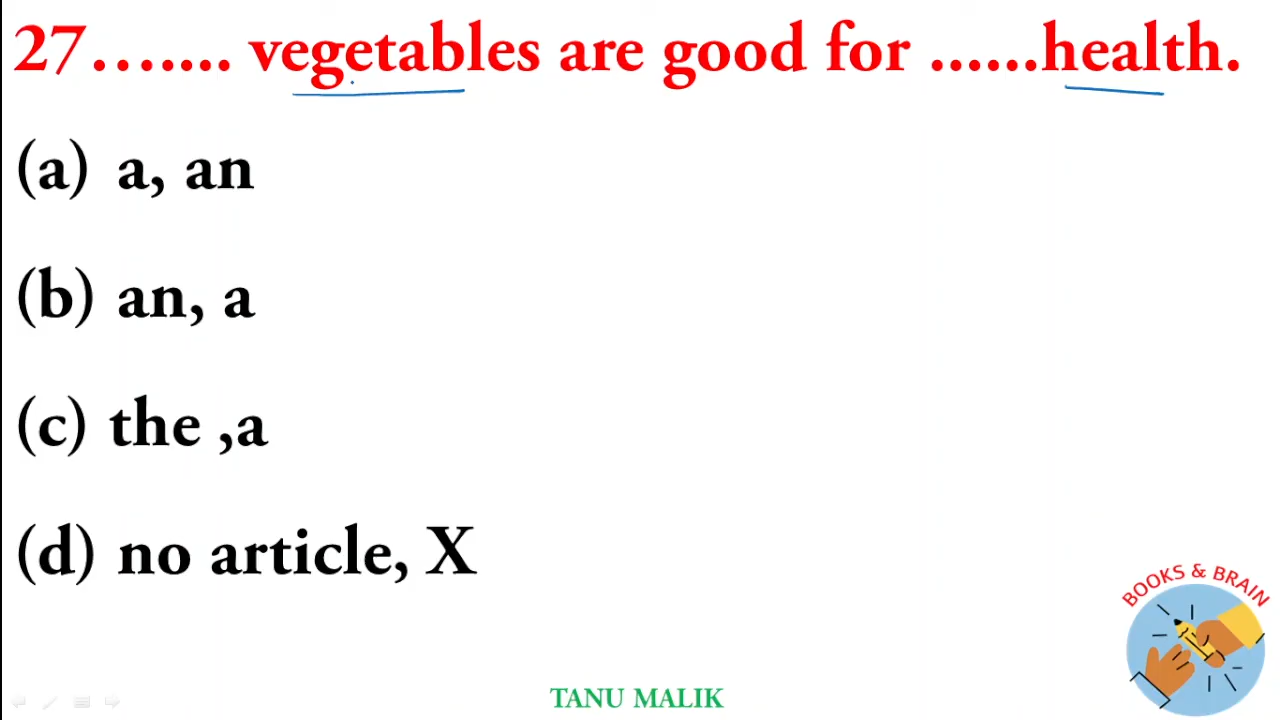 27….... vegetables are good for ......health.
(a) a, an
(b) an, a
(c) the ,a
(d) no article, X
BOOKS & BRAIN
TANU MALIK